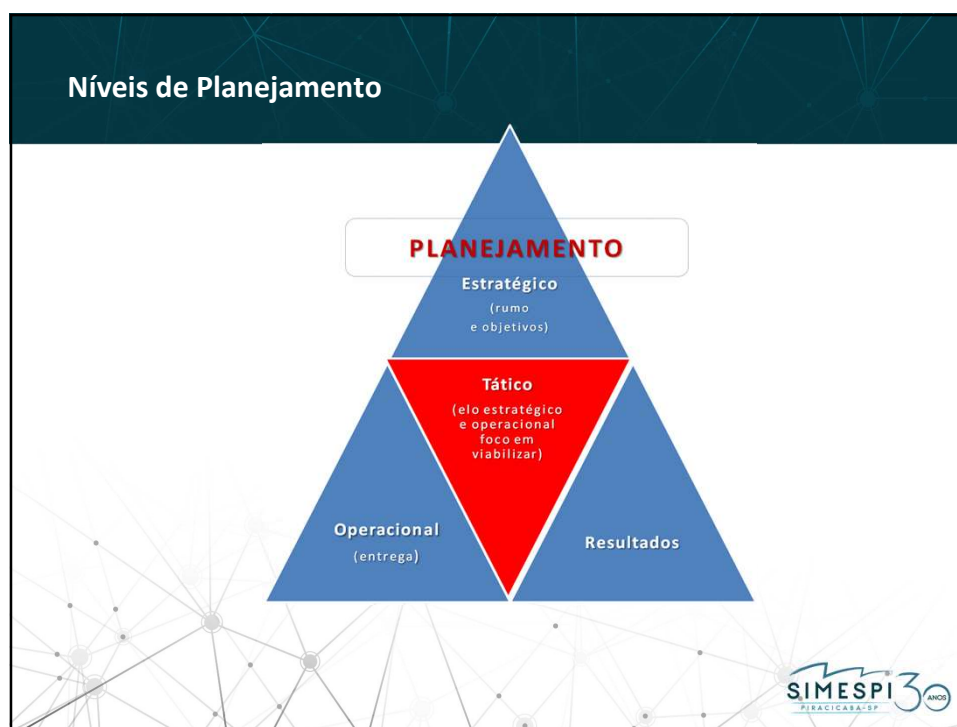 Níveis de Planejamento
PLANEJAMENTO
Estratégico
(rumo
e objetivos)
Tático
(elo estratégico
e operacional
foco em
viabilizar)
Operacional
(entrega)
Resultados
SIMESPI 30 ANOS
PIRACICABA-SP